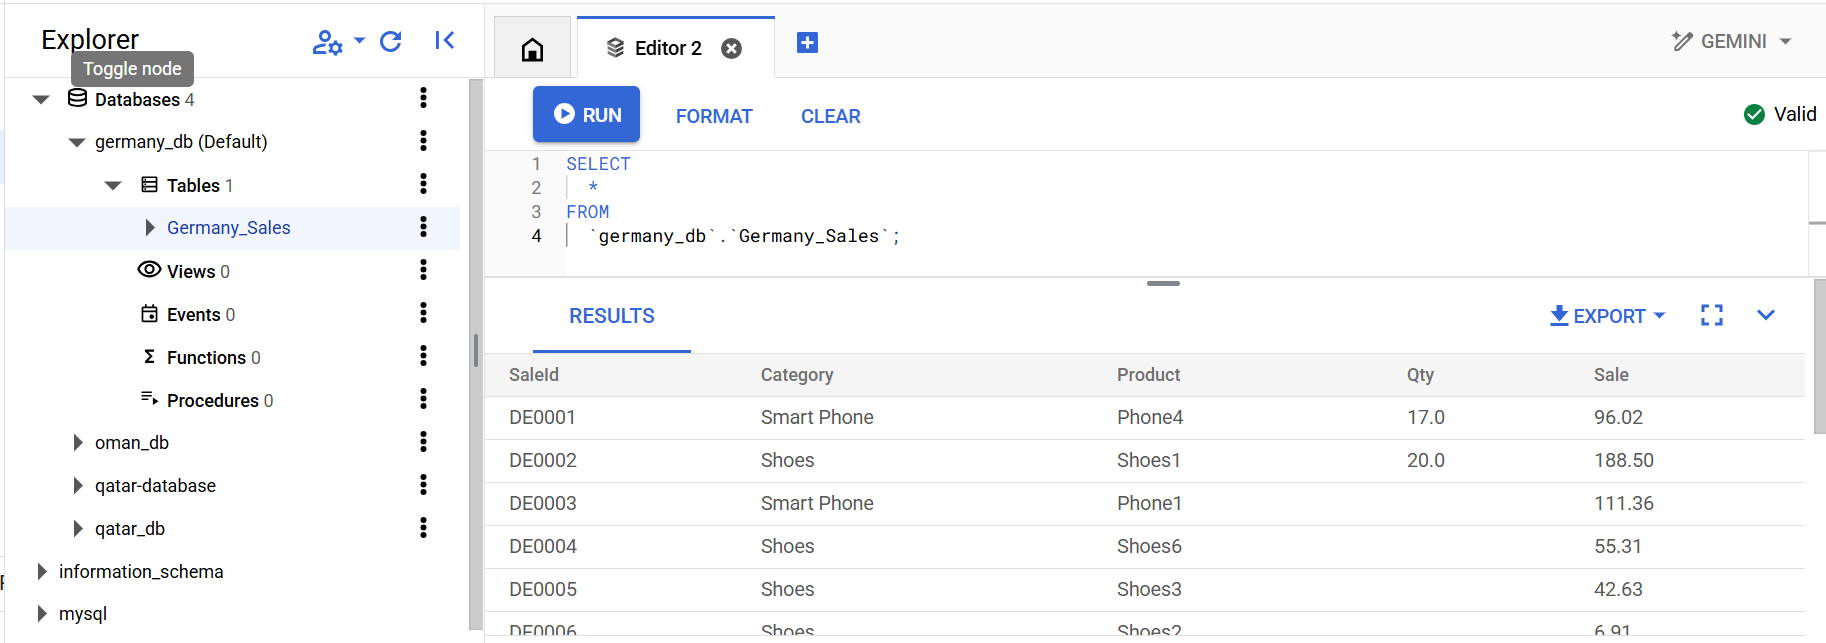 Explorer
Toggle node
Databases 4
germany_db (Default)
Tables 1
Germany_Sales
Views 0
Events 0
Functions 0
Procedures 0
oman_db
qatar-database
qatar_db
information_schema
mysql
Editor 2
GEMINI
RUN FORMAT CLEAR Valid
1 SELECT
2 *
3 FROM
4 `germany_db`.`Germany_Sales`;
RESULTS EXPORT
SaleId Category Product Qty Sale
DE0001 Smart Phone Phone4 17.0 96.02
DE0002 Shoes Shoes1 20.0 188.50
DE0003 Smart Phone Phone1 111.36
DE0004 Shoes Shoes6 55.31
DE0005 Shoes Shoes3 42.63
DE0006 Shoes Shoes2 6.91